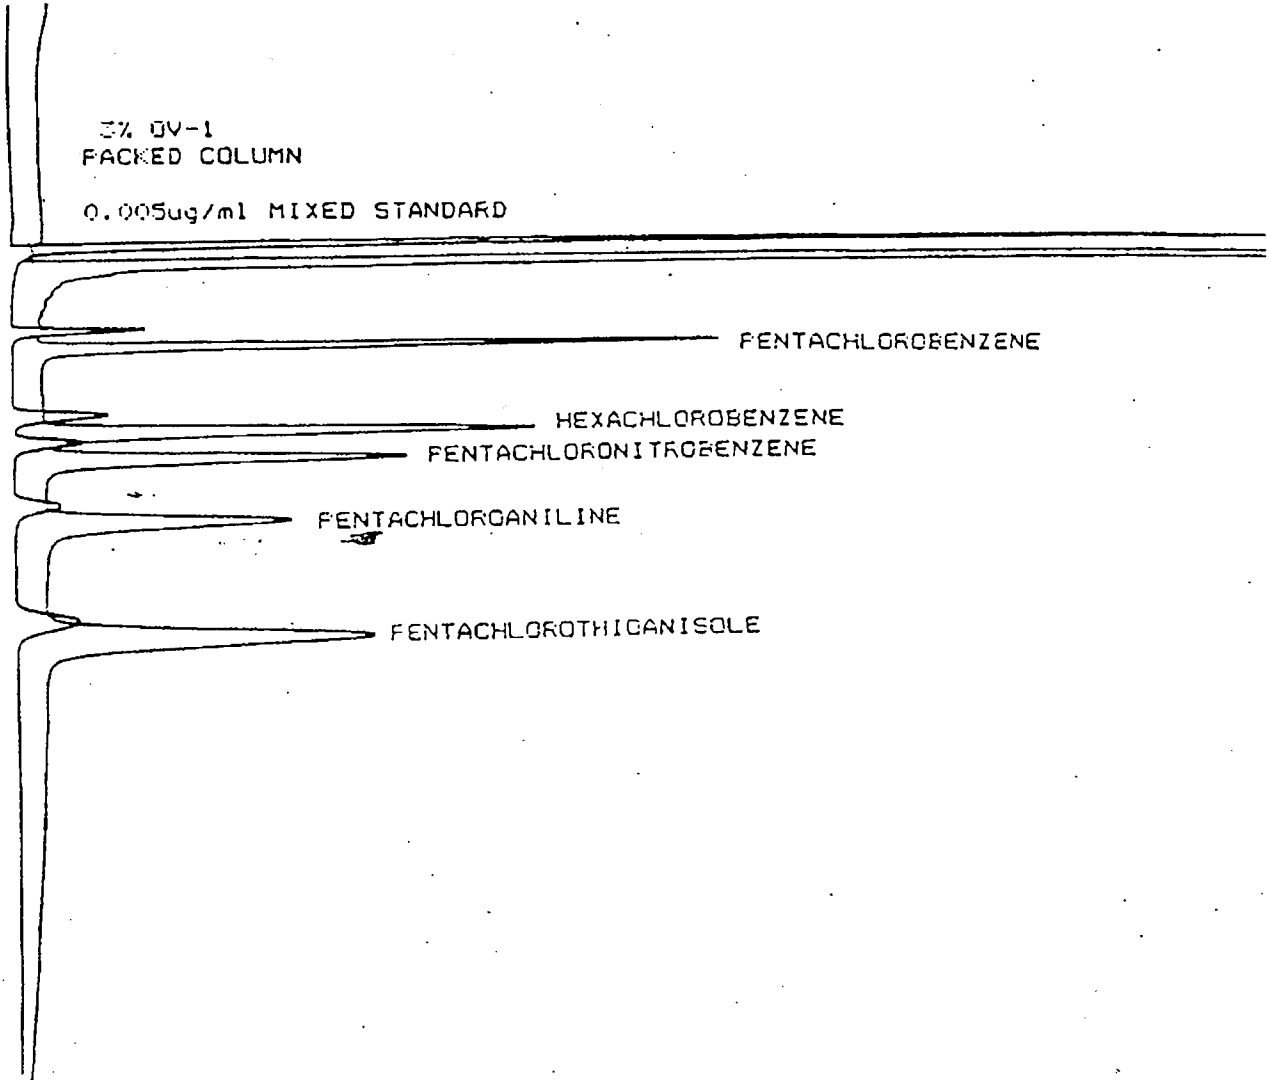 3% OV-1
PACKED COLUMN
0.005ug/ml MIXED STANDARD
PENTACHLOROBENZENE
HEXACHLOROBENZENE
PENTACHLORONITROBENZENE
PENTACHLOROANILINE
PENTACHLOROTHIOANISOLE